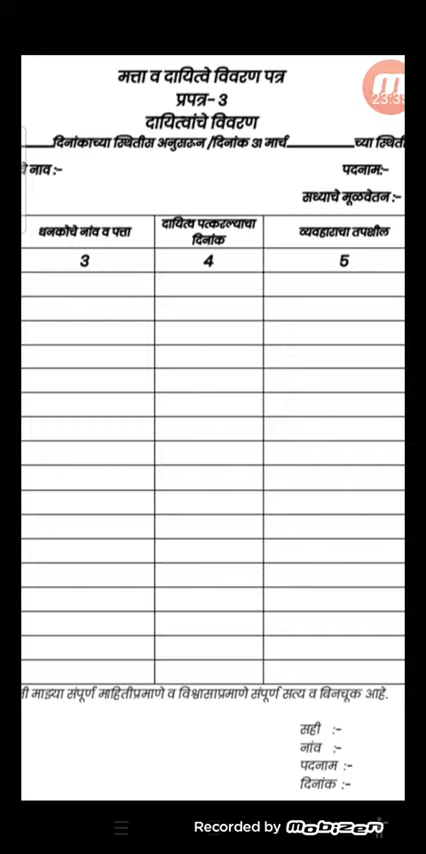 मत्ता व दायित्वे विवरण पत्र
प्रपत्र- 3
दायित्वांचे विवरण
दिनांकाच्या स्थितीस अनुसरून /दिनांक 31 मार्च च्या स्थिती
नाव :- पदनाम:-
सध्याचे मूळवेतन :-
धनकोचे नांव व पत्ता दायित्व पत्करल्याचा दिनांक व्यवहाराचा तपशील
3 4 5
माझ्या संपूर्ण माहितीप्रमाणे व विश्वासाप्रमाणे संपूर्ण सत्य व बिनचूक आहे.
सही :-
नांव :-
पदनाम :-
दिनांक :-
Recorded by mobizen